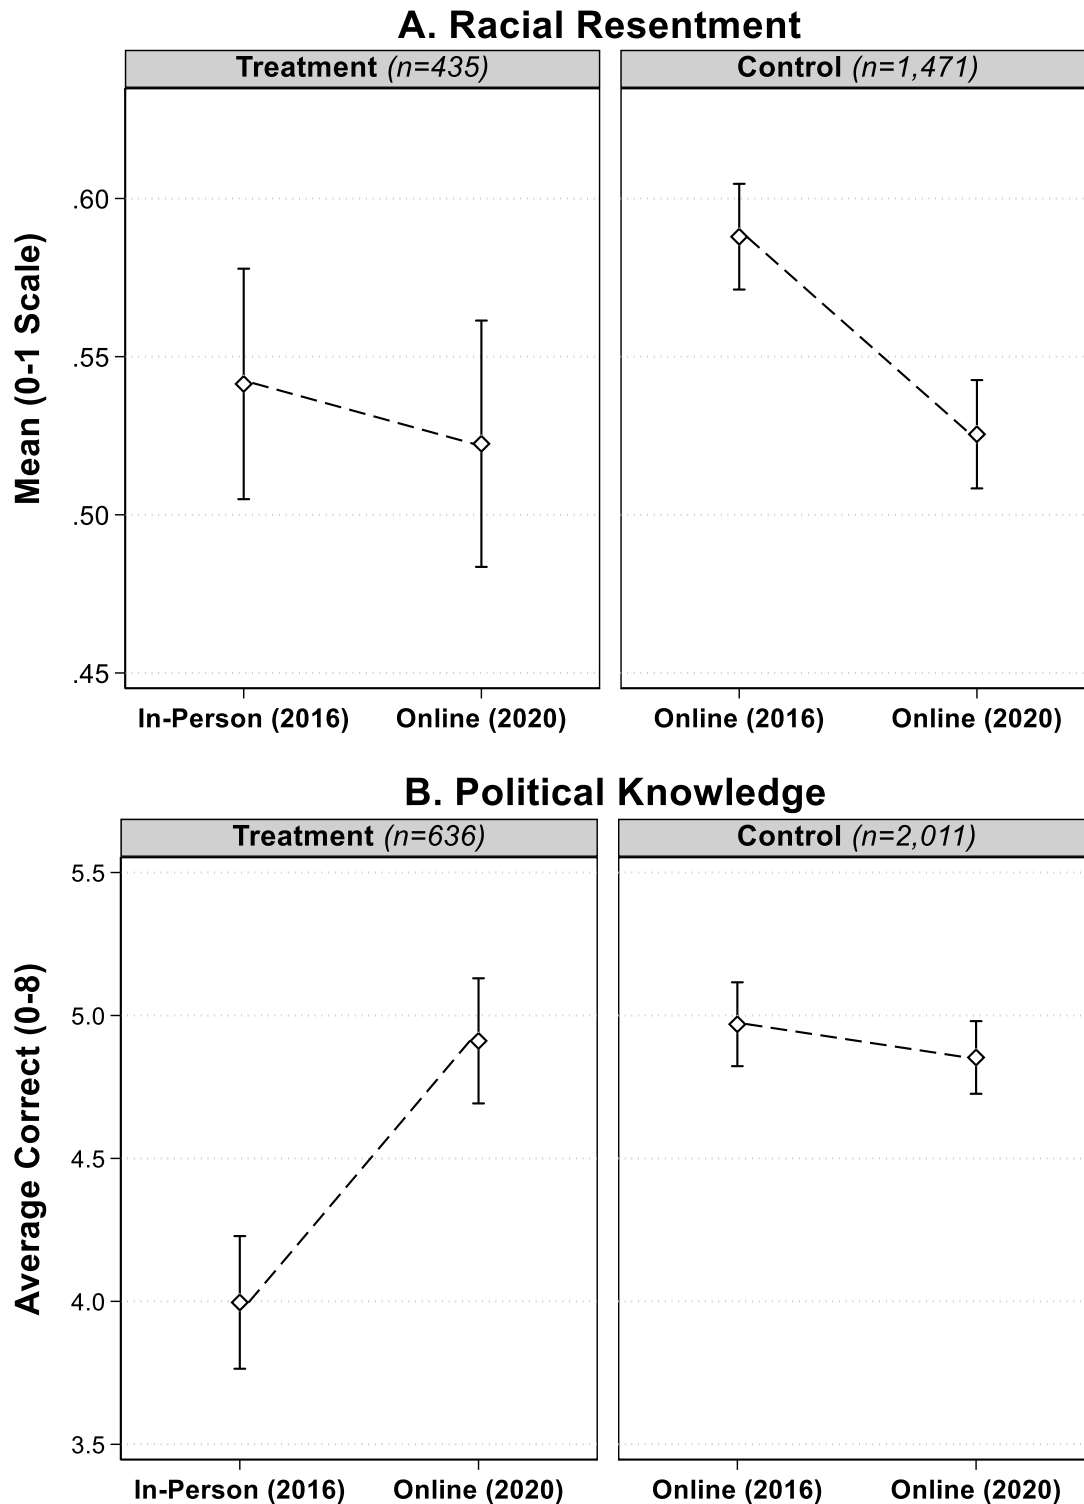 A. Racial Resentment
Treatment (n=435)
Control (n=1,471)
Mean (0-1 Scale)
.60
.55
.50
.45
In-Person (2016)
Online (2020)
Online (2016)
Online (2020)
B. Political Knowledge
Treatment (n=636)
Control (n=2,011)
Average Correct (0-8)
5.5
5.0
4.5
4.0
3.5
In-Person (2016)
Online (2020)
Online (2016)
Online (2020)